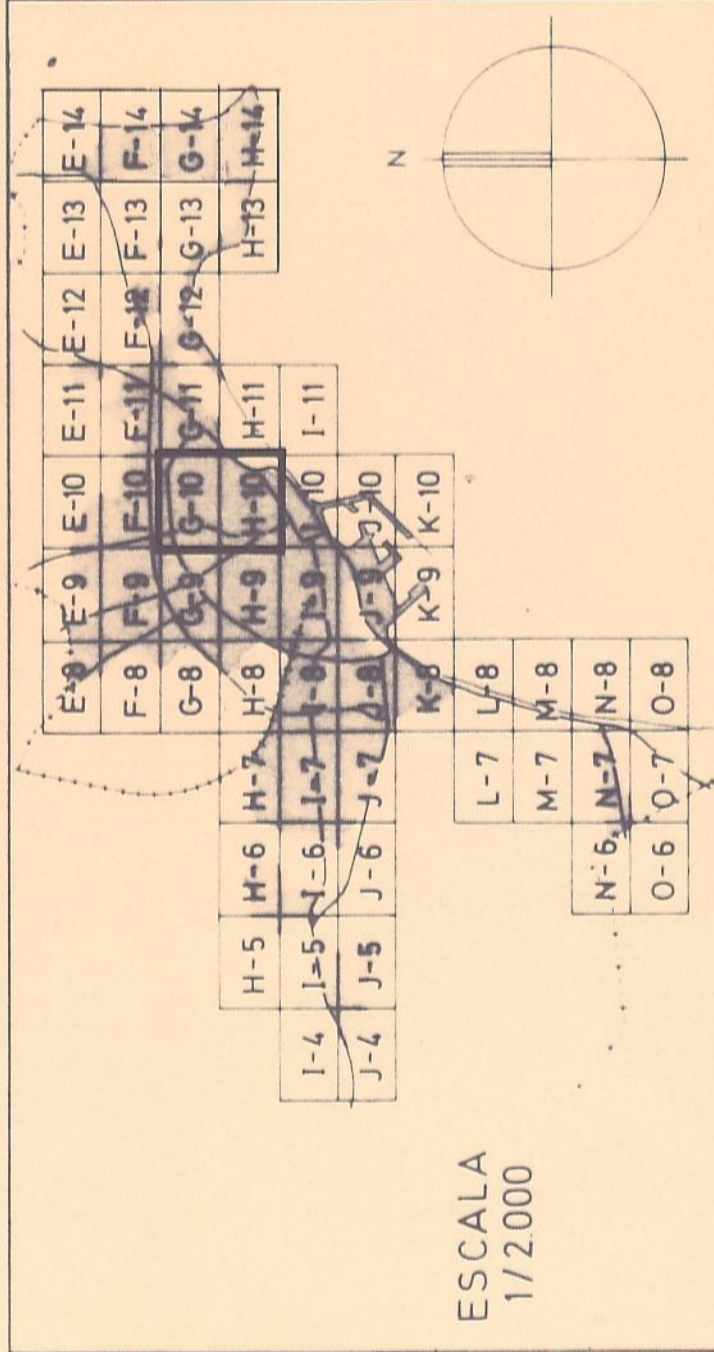 E-8 E-9 E-10 E-11 E-12 E-13 E-14
F-8 F-9 F-10 F-11 F-12 F-13 F-14
G-8 G-9 G-10 G-11 G-12 G-13 G-14
H-5 H-6 H-7 H-8 H-9 H-10 H-11 H-13 H-14
I-4 I-5 I-6 I-7 I-8 I-9 I-10 I-11
J-4 J-5 J-6 J-7 J-8 J-9 J-10
K-8 K-9 K-10
L-7 L-8
M-7 M-8
N-6 N-7 N-8
O-6 O-7 O-8
ESCALA
1/2.000
N